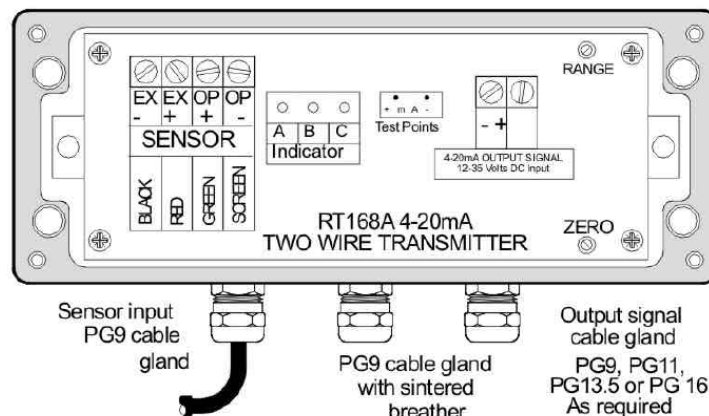 RANGE
EX EX OP OP
- + + -
SENSOR
BLACK
RED
GREEN
SCREEN
A B C
Indicator
+ m A -
Test Points
- +
4-20mA OUTPUT SIGNAL
12-35 Volts DC Input
RT168A 4-20mA
TWO WIRE TRANSMITTER
ZERO
Sensor input
PG9 cable
gland
PG9 cable gland
with sintered
breather
Output signal
cable gland
PG9, PG11,
PG13.5 or PG 16
As required